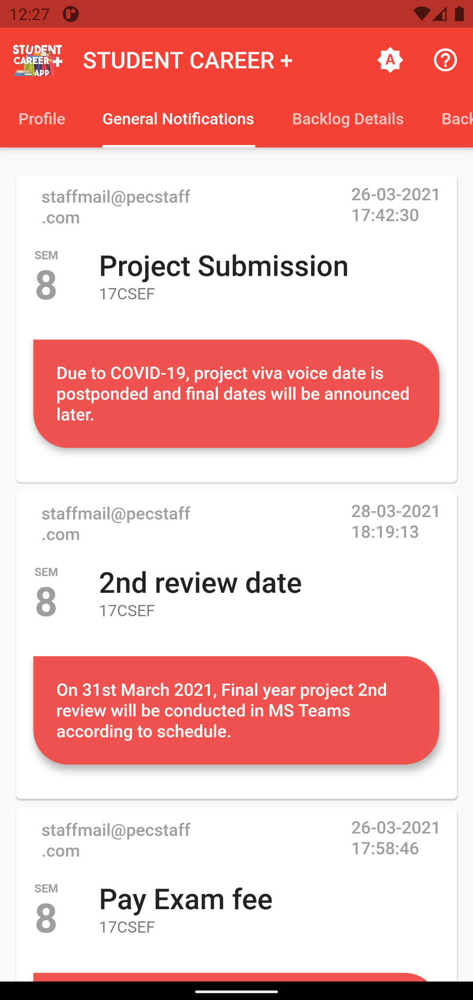 12:27
STUDENT
CAREER +
APP
STUDENT CAREER +
A
?
Profile
General Notifications
Backlog Details
Back
staffmail@pecstaff
.com
26-03-2021
17:42:30
SEM
8
Project Submission
17CSEF
Due to COVID-19, project viva voice date is
postponded and final dates will be announced
later.
staffmail@pecstaff
.com
28-03-2021
18:19:13
SEM
8
2nd review date
17CSEF
On 31st March 2021, Final year project 2nd
review will be conducted in MS Teams
according to schedule.
staffmail@pecstaff
.com
26-03-2021
17:58:46
SEM
8
Pay Exam fee
17CSEF